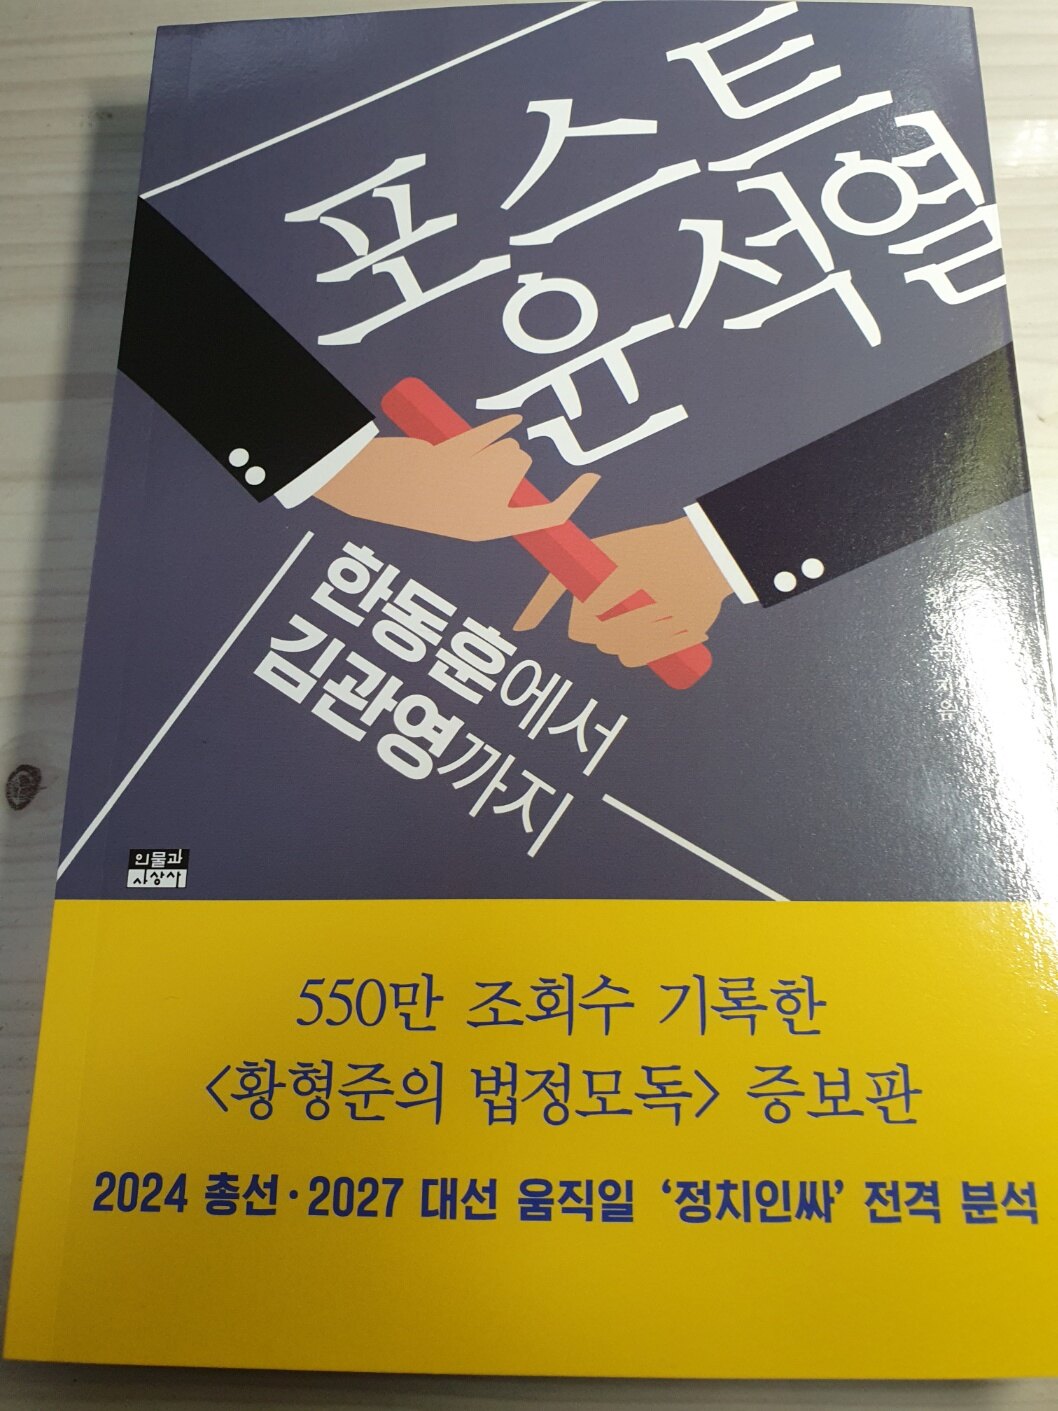 포스트
윤석열
한동훈에서
김관영까지
지음
인물과
사상사
550만 조회수 기록한
<황형준의 법정모독> 증보판
2024 총선·2027 대선 움직일 ‘정치인싸’ 전격 분석